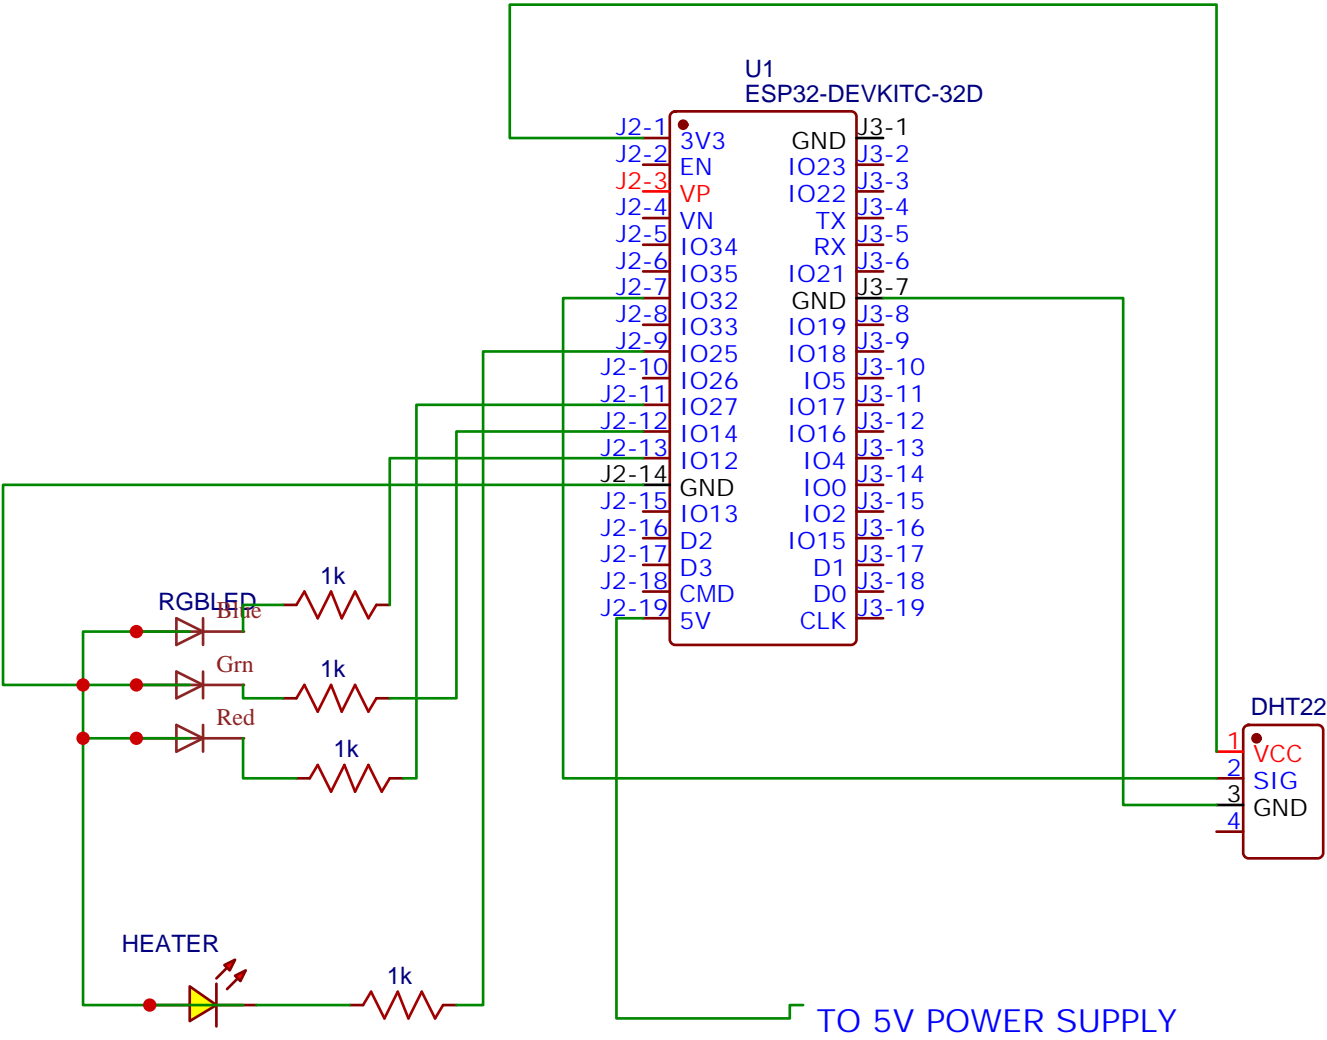 U1
ESP32-DEVKITC-32D
J2-1 3V3 GND J3-1
J2-2 EN IO23 J3-2
J2-3 VP IO22 J3-3
J2-4 VN TX J3-4
J2-5 IO34 RX J3-5
J2-6 IO35 IO21 J3-6
J2-7 IO32 GND J3-7
J2-8 IO33 IO19 J3-8
J2-9 IO25 IO18 J3-9
J2-10 IO26 IO5 J3-10
J2-11 IO27 IO17 J3-11
J2-12 IO14 IO16 J3-12
J2-13 IO12 IO4 J3-13
J2-14 GND IO0 J3-14
J2-15 IO13 IO2 J3-15
J2-16 D2 IO15 J3-16
J2-17 D3 D1 J3-17
J2-18 CMD D0 J3-18
J2-19 5V CLK J3-19
1k
RGBLED
Blue
Grn
1k
Red
1k
DHT22
1 VCC
2 SIG
3 GND
4
HEATER
1k
TO 5V POWER SUPPLY